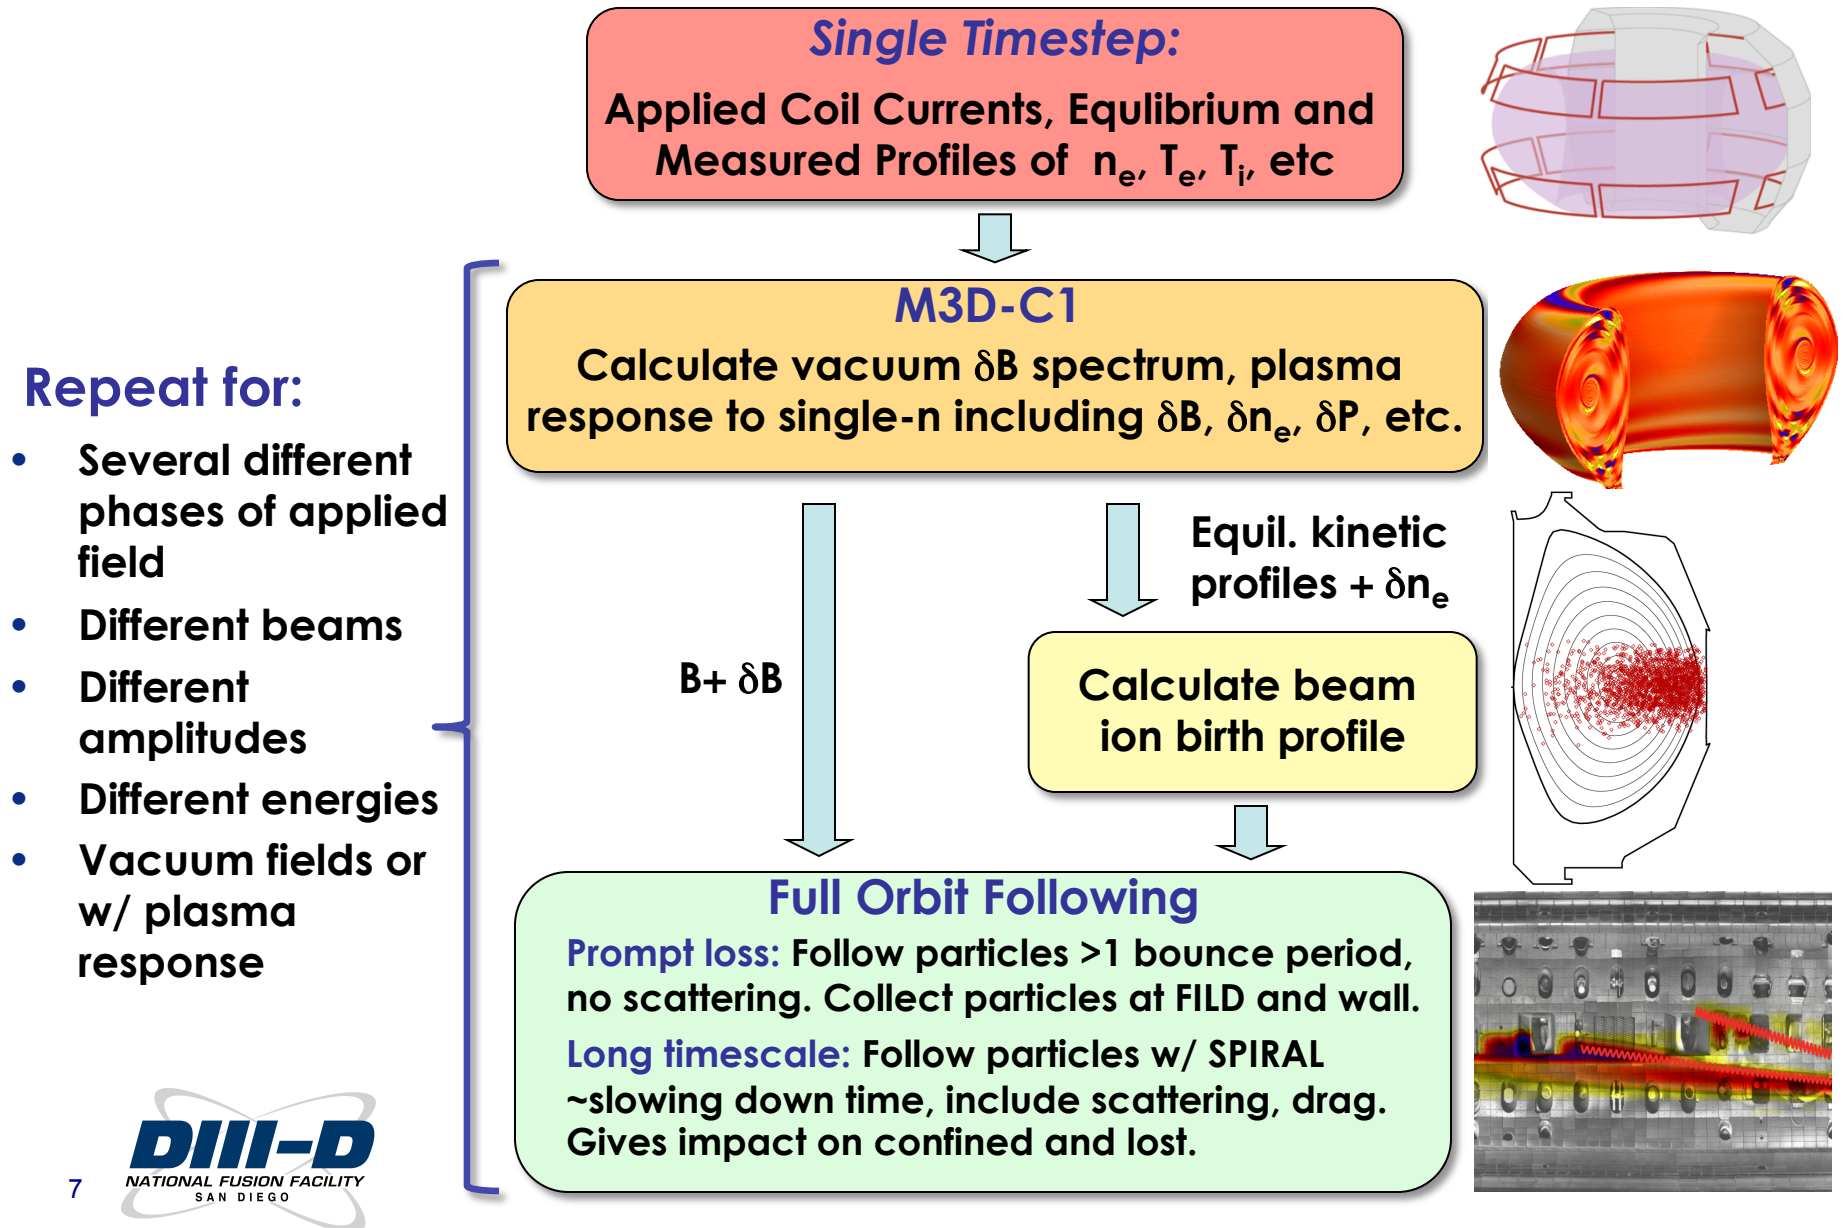 Single Timestep:
Applied Coil Currents, Equlibrium and
Measured Profiles of nₑ, Tₑ, Tᵢ, etc
M3D-C1
Calculate vacuum δB spectrum, plasma
response to single-n including δB, δnₑ, δP, etc.
Repeat for:
• Several different
phases of applied
field
• Different beams
• Different
amplitudes
• Different energies
• Vacuum fields or
w/ plasma
response
B+ δB
Equil. kinetic
profiles + δnₑ
Calculate beam
ion birth profile
Full Orbit Following
Prompt loss: Follow particles >1 bounce period,
no scattering. Collect particles at FILD and wall.
Long timescale: Follow particles w/ SPIRAL
~slowing down time, include scattering, drag.
Gives impact on confined and lost.
7
DIII-D
NATIONAL FUSION FACILITY
SAN DIEGO